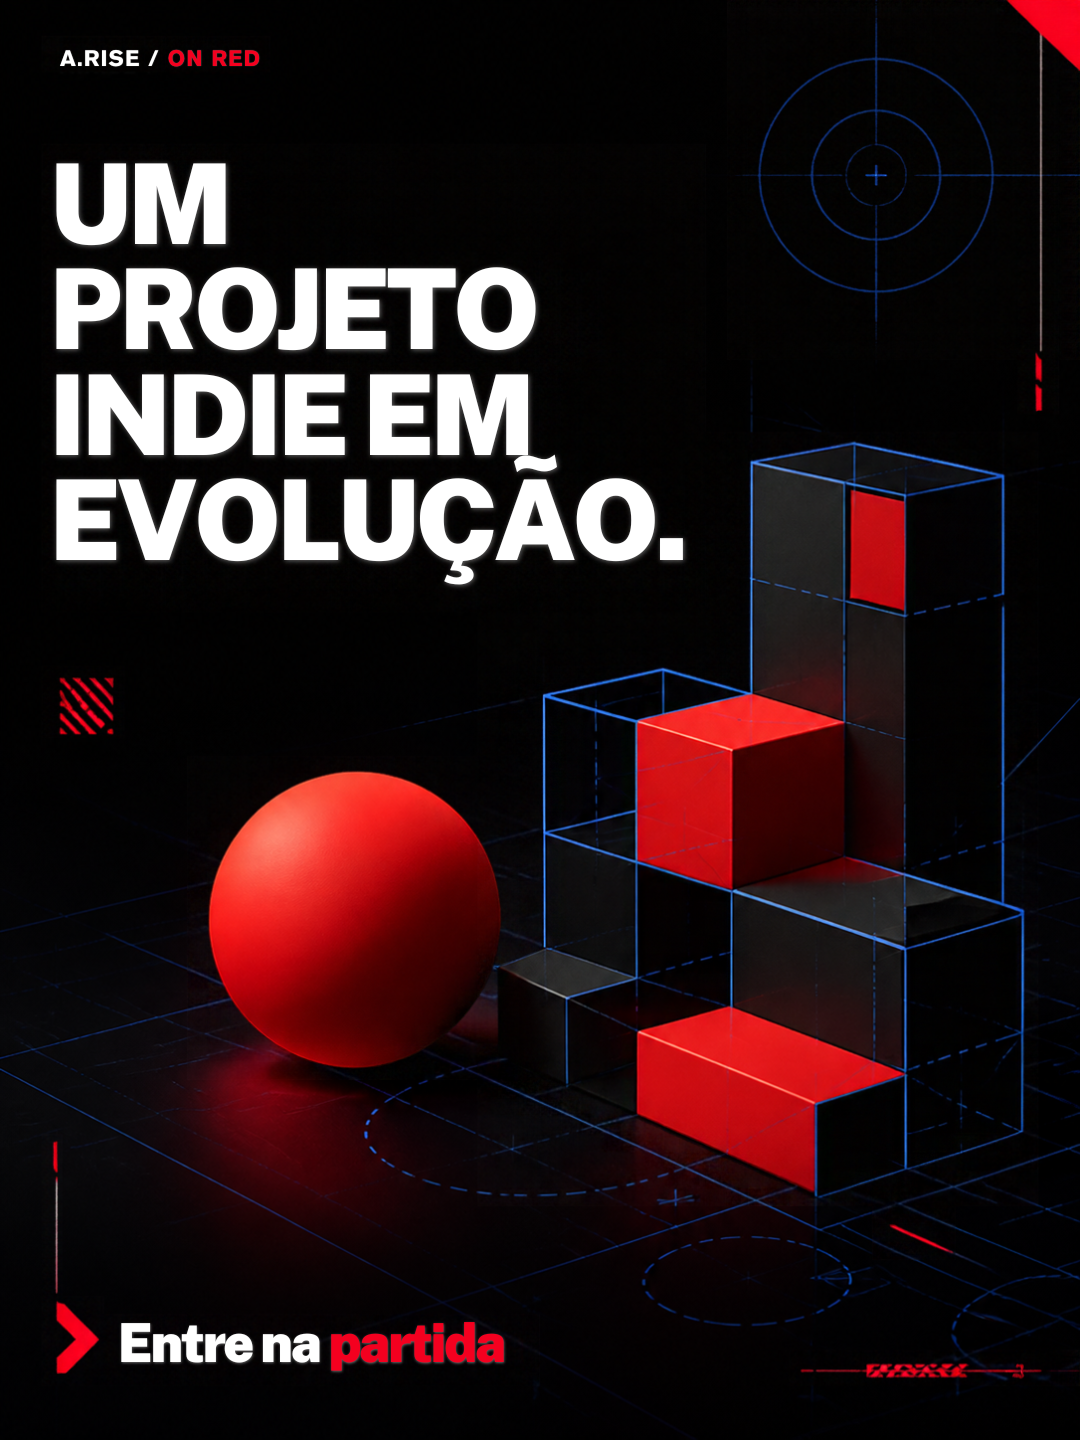 A.RISE / ON RED
UM
PROJETO
INDIE EM
EVOLUÇÃO.
Entre na partida